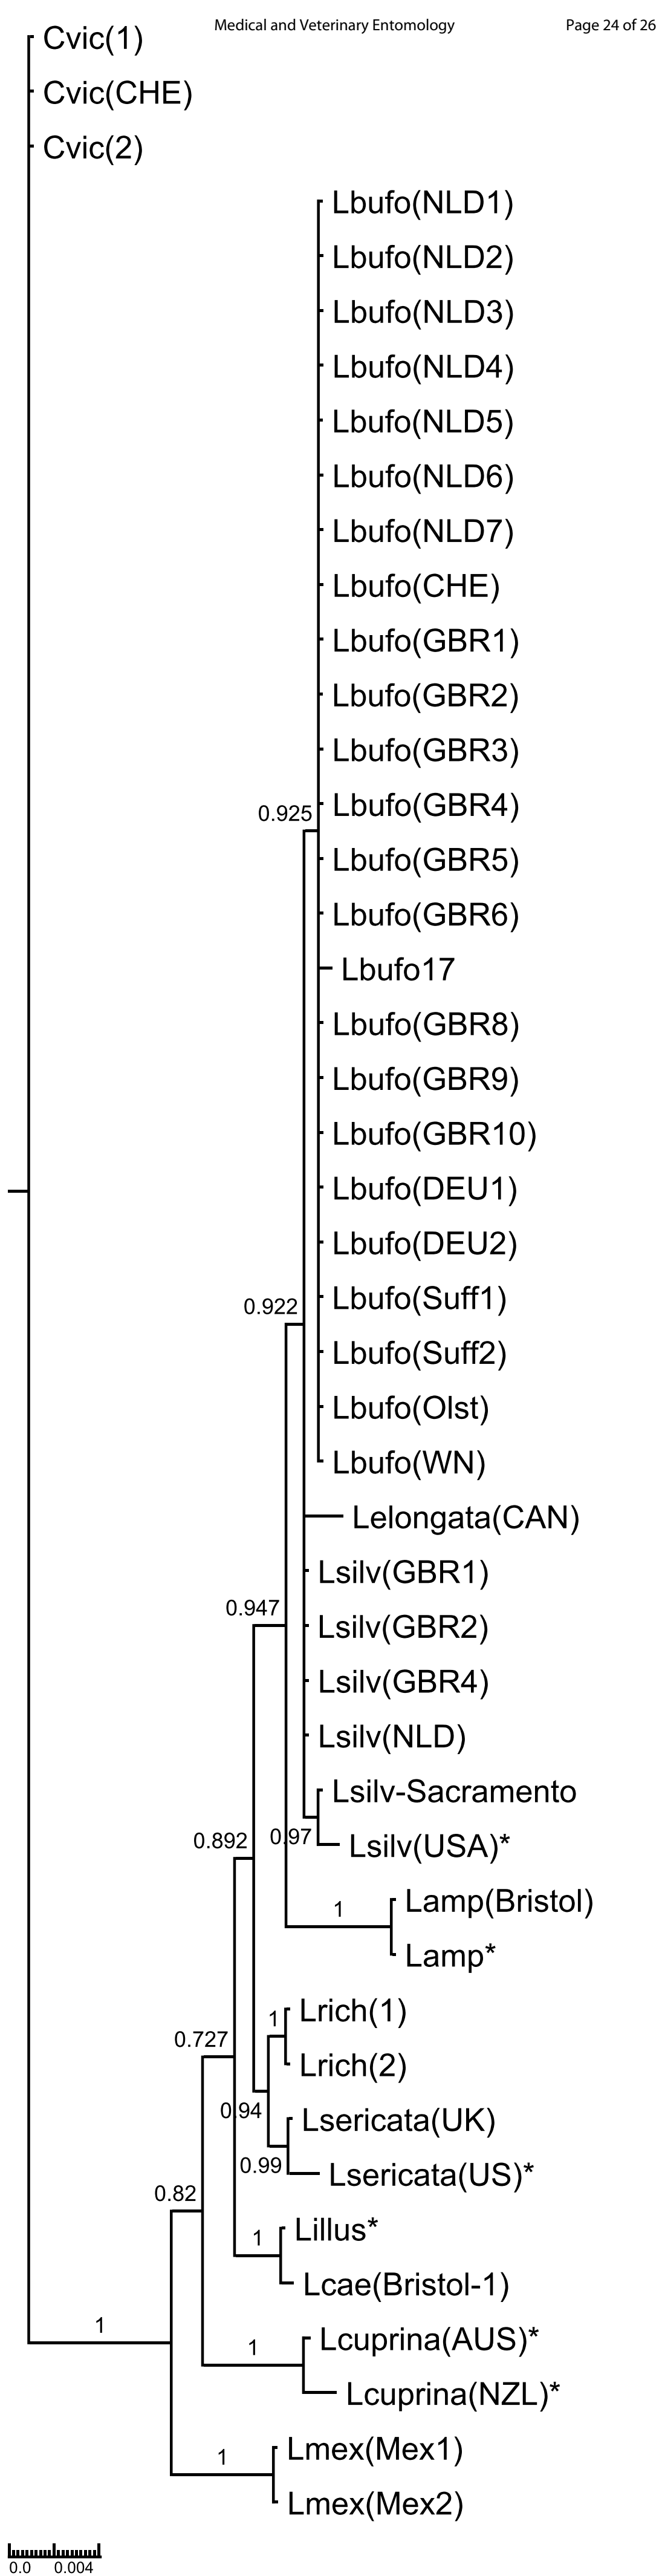 Medical and Veterinary Entomology Page 24 of 26
Cvic(1)
Cvic(CHE)
Cvic(2)
Lbufo(NLD1)
Lbufo(NLD2)
Lbufo(NLD3)
Lbufo(NLD4)
Lbufo(NLD5)
Lbufo(NLD6)
Lbufo(NLD7)
Lbufo(CHE)
Lbufo(GBR1)
Lbufo(GBR2)
Lbufo(GBR3)
Lbufo(GBR4)
0.925
Lbufo(GBR5)
Lbufo(GBR6)
Lbufo17
Lbufo(GBR8)
Lbufo(GBR9)
Lbufo(GBR10)
Lbufo(DEU1)
Lbufo(DEU2)
Lbufo(Suff1)
0.922
Lbufo(Suff2)
Lbufo(Olst)
Lbufo(WN)
Lelongata(CAN)
Lsilv(GBR1)
0.947
Lsilv(GBR2)
Lsilv(GBR4)
Lsilv(NLD)
Lsilv-Sacramento
0.97
0.892
Lsilv(USA)*
Lamp(Bristol)
1
Lamp*
Lrich(1)
1
0.727
Lrich(2)
0.94
Lsericata(UK)
0.99
Lsericata(US)*
0.82
Lillus*
1
Lcae(Bristol-1)
1
Lcuprina(AUS)*
1
Lcuprina(NZL)*
Lmex(Mex1)
1
Lmex(Mex2)
0.0 0.004